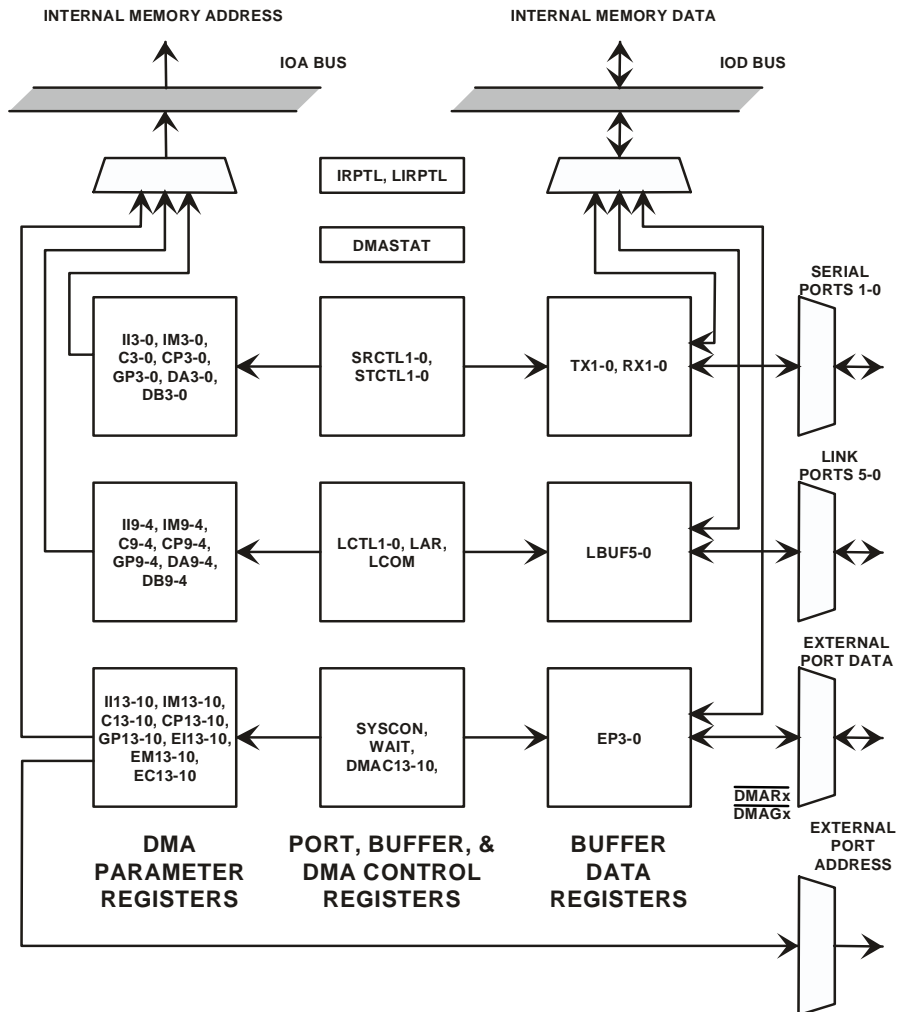 INTERNAL MEMORY ADDRESS
INTERNAL MEMORY DATA
IOA BUS
IOD BUS
IRPTL, LIRPTL
DMASTAT
SERIAL
PORTS 1-0
II3-0, IM3-0,
C3-0, CP3-0,
GP3-0, DA3-0,
DB3-0
SRCTL1-0,
STCTL1-0
TX1-0, RX1-0
LINK
PORTS 5-0
II9-4, IM9-4,
C9-4, CP9-4,
GP9-4, DA9-4,
DB9-4
LCTL1-0, LAR,
LCOM
LBUF5-0
EXTERNAL
PORT DATA
II13-10, IM13-10,
C13-10, CP13-10,
GP13-10, EI13-10,
EM13-10,
EC13-10
SYSCON,
WAIT,
DMAC13-10,
EP3-0
DMARx
DMAGx
EXTERNAL
PORT
ADDRESS
DMA
PARAMETER
REGISTERS
PORT, BUFFER, &
DMA CONTROL
REGISTERS
BUFFER
DATA
REGISTERS